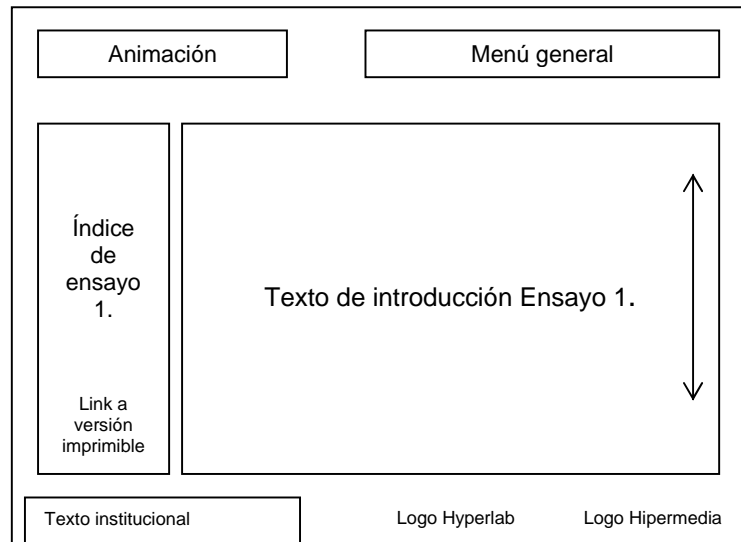 Animación
Menú general
Índice
de
ensayo
1.
Link a
versión
imprimible
Texto de introducción Ensayo 1.
Texto institucional
Logo Hyperlab
Logo Hipermedia